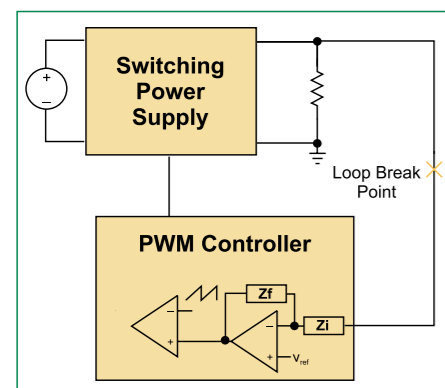 Switching
Power
Supply
+
−
Loop Break
Point
PWM Controller
Zf
Zi
−
+
−
+
Vref